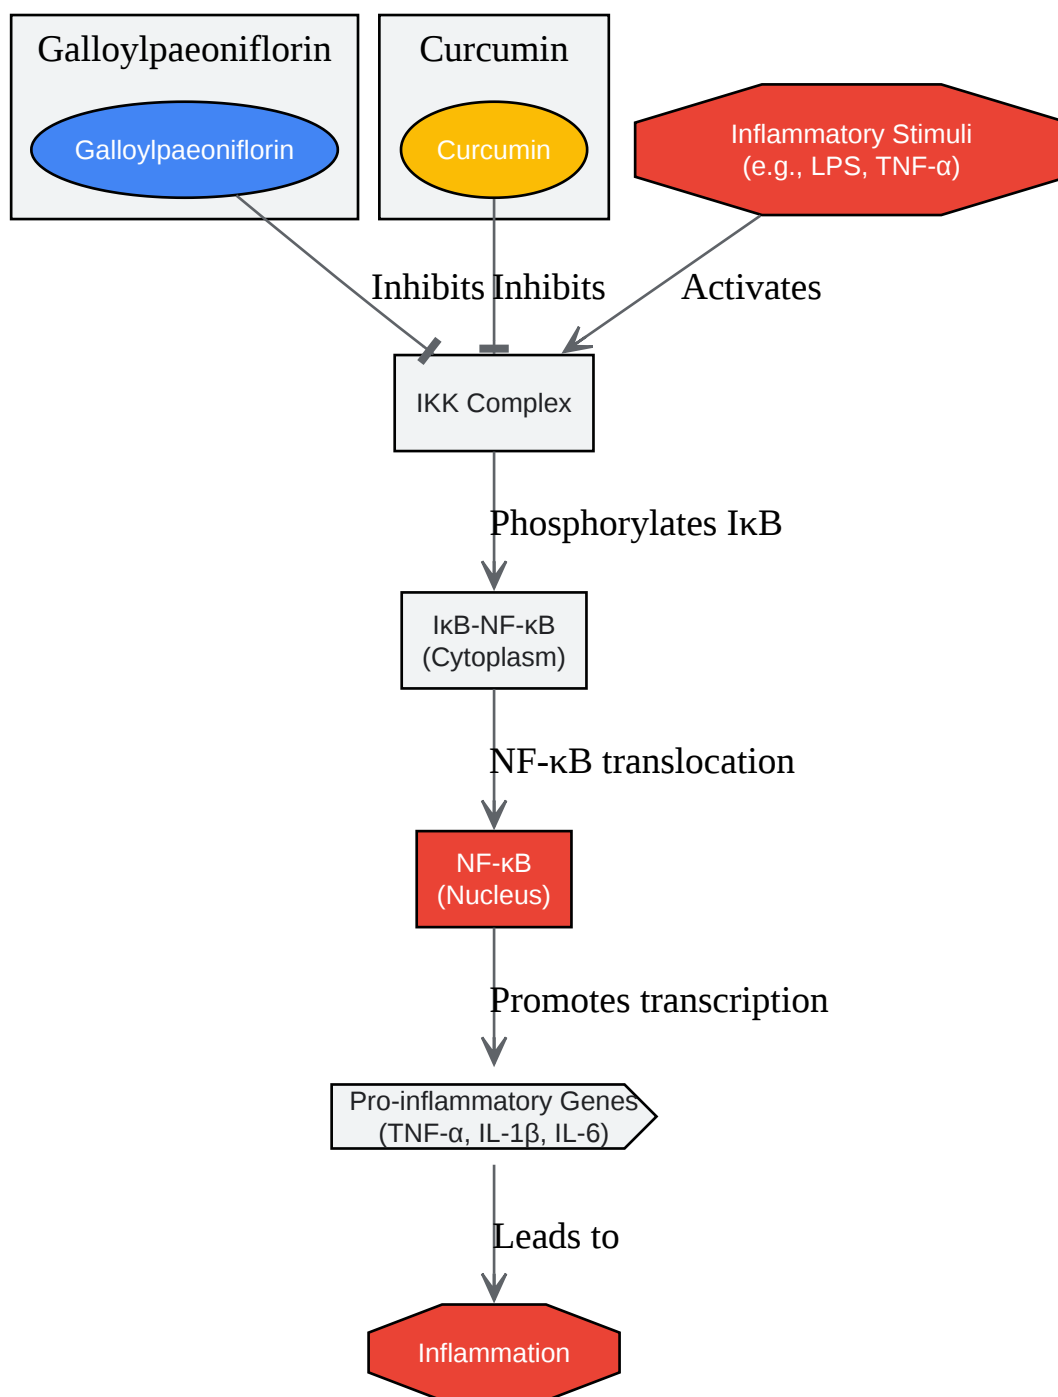 Galloylpaeoniflorin
Curcumin
Galloylpaeoniflorin
Curcumin
Inflammatory Stimuli
(e.g., LPS, TNF-α)
Inhibits
Inhibits
Activates
IKK Complex
Phosphorylates IκB
IκB-NF-κB
(Cytoplasm)
NF-κB translocation
NF-κB
(Nucleus)
Promotes transcription
Pro-inflammatory Genes
(TNF-α, IL-1β, IL-6)
Leads to
Inflammation